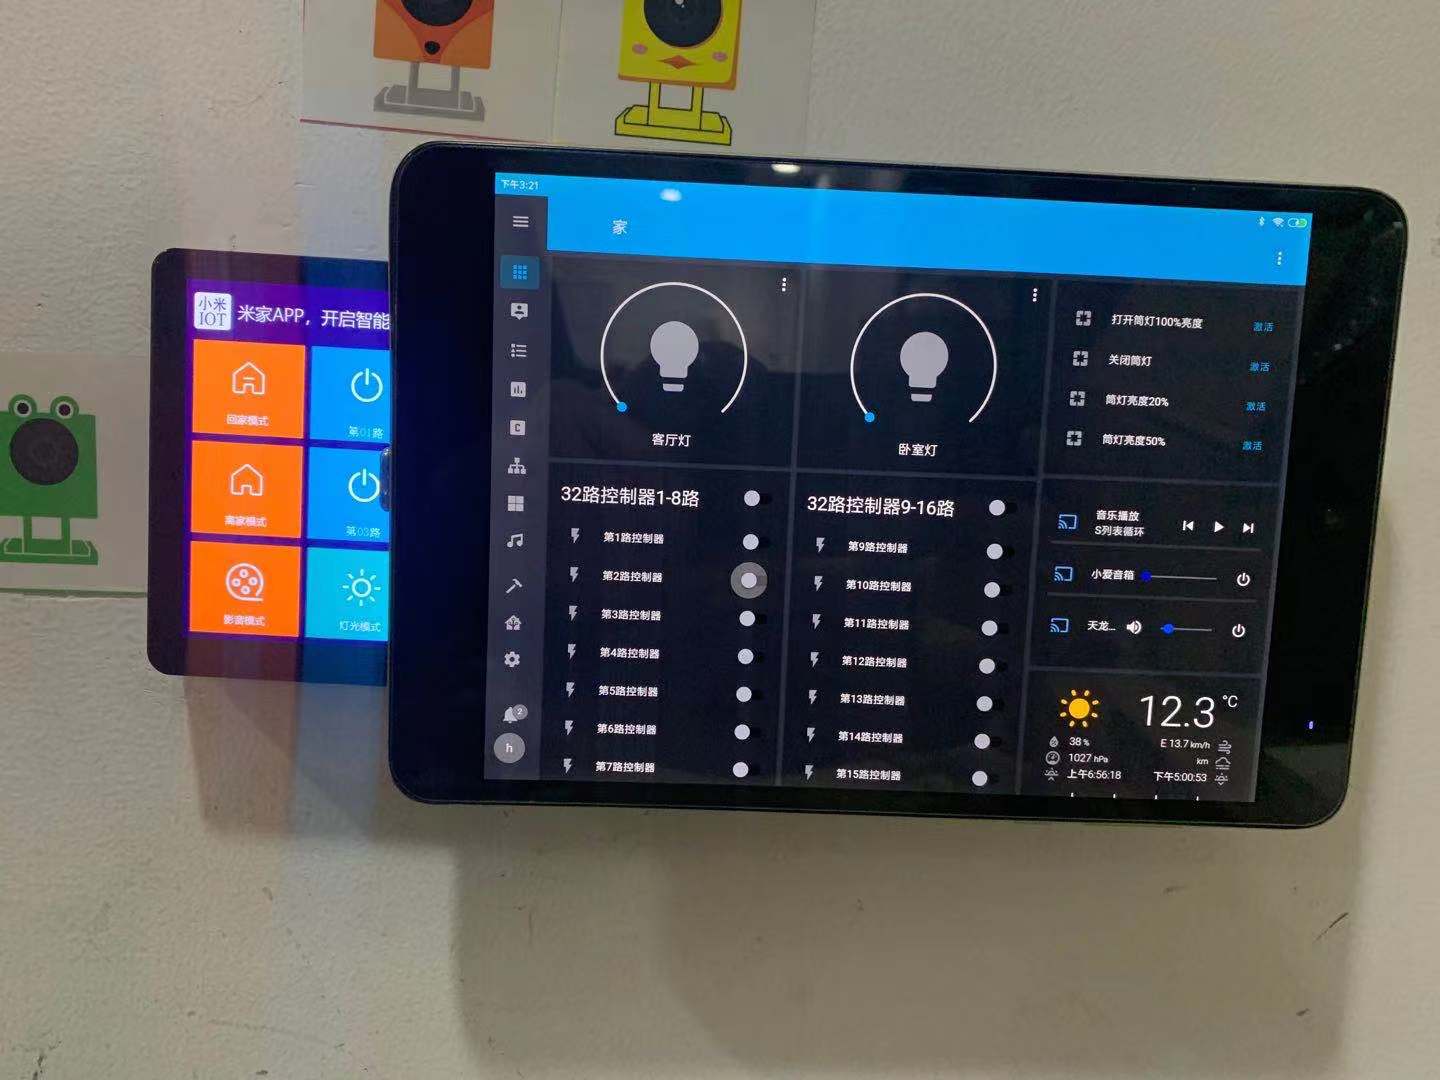 小米
IOT
米家APP，开启智能
回家模式
第01路
离家模式
第03路
影音模式
灯光模式
下午3:21
家
客厅灯
卧室灯
打开筒灯100%亮度
激活
关闭筒灯
激活
筒灯亮度20%
激活
筒灯亮度50%
激活
32路控制器1-8路
第1路控制器
第2路控制器
第3路控制器
第4路控制器
第5路控制器
第6路控制器
第7路控制器
32路控制器9-16路
第9路控制器
第10路控制器
第11路控制器
第12路控制器
第13路控制器
第14路控制器
第15路控制器
音乐播放
S列表循环
小爱音箱
天龙...
12.3 °C
38 %
E 13.7 km/h
1027 hPa
km
上午6:56:18
下午5:00:53
C
2
h